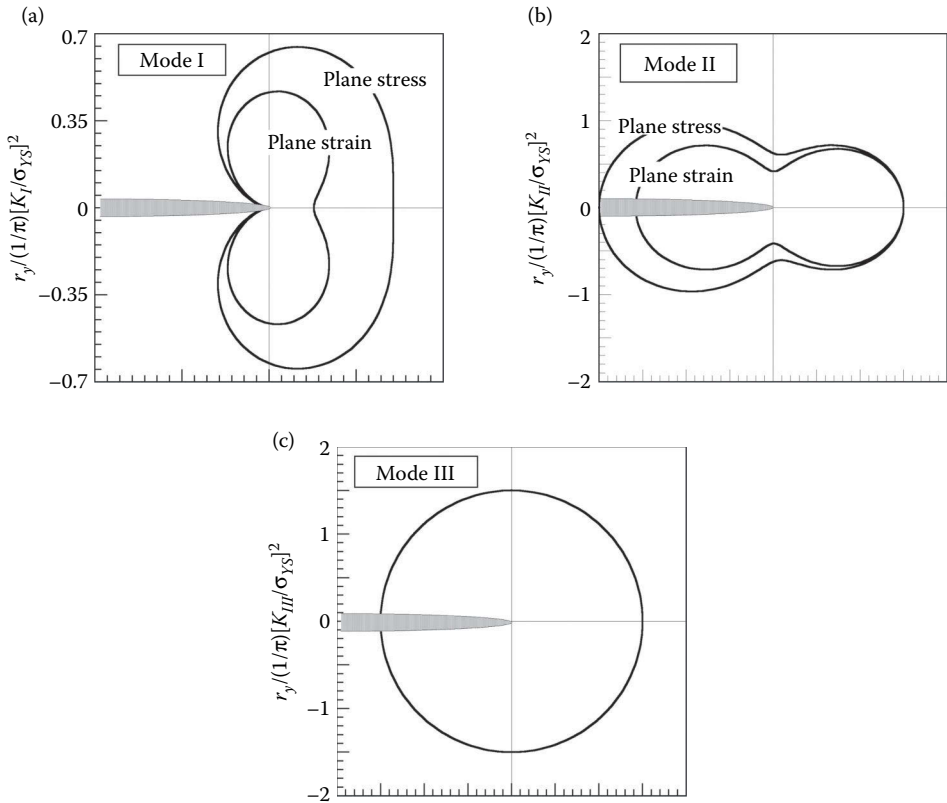 (a)
Mode I
Plane stress
Plane strain
0.7
0.35
0
−0.35
−0.7
r_y/(1/π)[K_I/σ_YS]^2
(b)
Mode II
Plane stress
Plane strain
2
1
0
−1
−2
r_y/(1/π)[K_II/σ_YS]^2
(c)
Mode III
2
1
0
−1
−2
r_y/(1/π)[K_III/σ_YS]^2